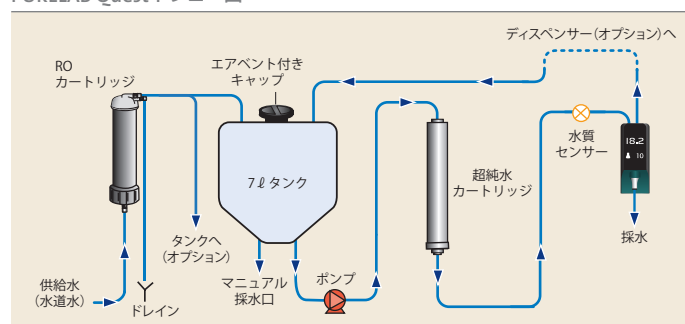 ディスペンサー(オプション)へ
RO
カートリッジ
エアベント付き
キャップ
水質
センサー
18.2
10
7ℓタンク
超純水
カートリッジ
採水
タンクへ
(オプション)
供給水
(水道水)
ドレイン
マニュアル
採水口
ポンプ